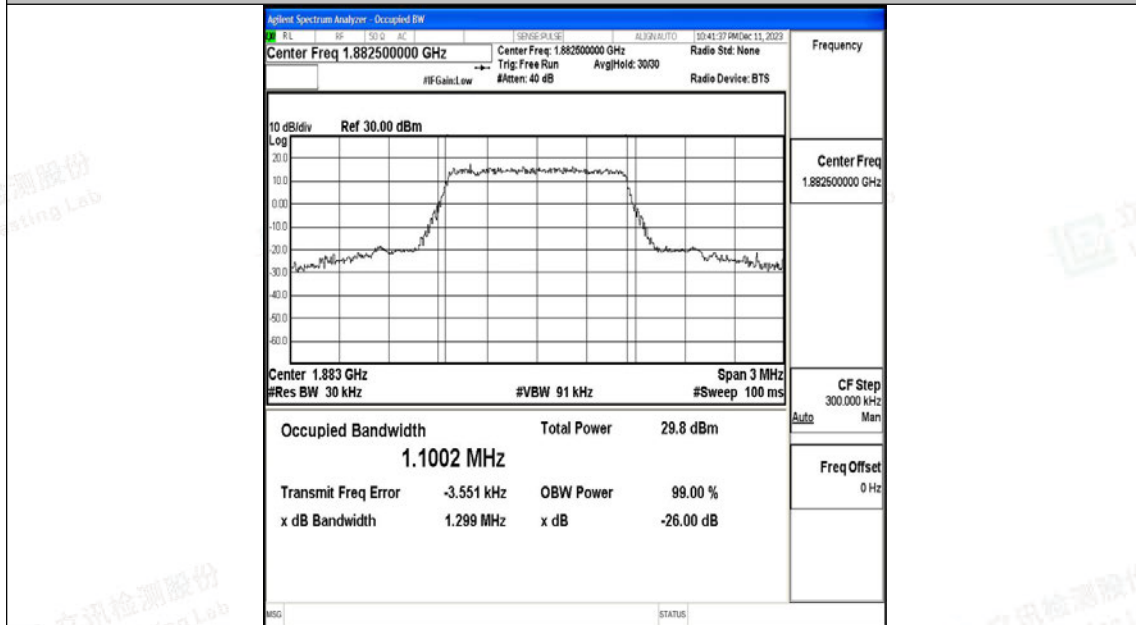 Agilent Spectrum Analyzer - Occupied BW
RL RF 50 Ω AC SENSE:PULSE ALIGNAUTO 10:41:37 PM Dec 11, 2023
Center Freq 1.882500000 GHz
Center Freq: 1.882500000 GHz
Radio Std: None
Trig: Free Run Avg|Hold: 30/30
#IFGain:Low #Atten: 40 dB Radio Device: BTS
Frequency
10 dB/div Ref 30.00 dBm
Log
20.0
10.0
0.00
-10.0
-20.0
-30.0
-40.0
-50.0
-60.0
Center 1.883 GHz Span 3 MHz
#Res BW 30 kHz #VBW 91 kHz #Sweep 100 ms
Center Freq
1.882500000 GHz
CF Step
300.000 kHz
Auto Man
Freq Offset
0 Hz
Occupied Bandwidth Total Power 29.8 dBm
1.1002 MHz
Transmit Freq Error -3.551 kHz OBW Power 99.00 %
x dB Bandwidth 1.299 MHz x dB -26.00 dB
MSG STATUS
立讯检测股份